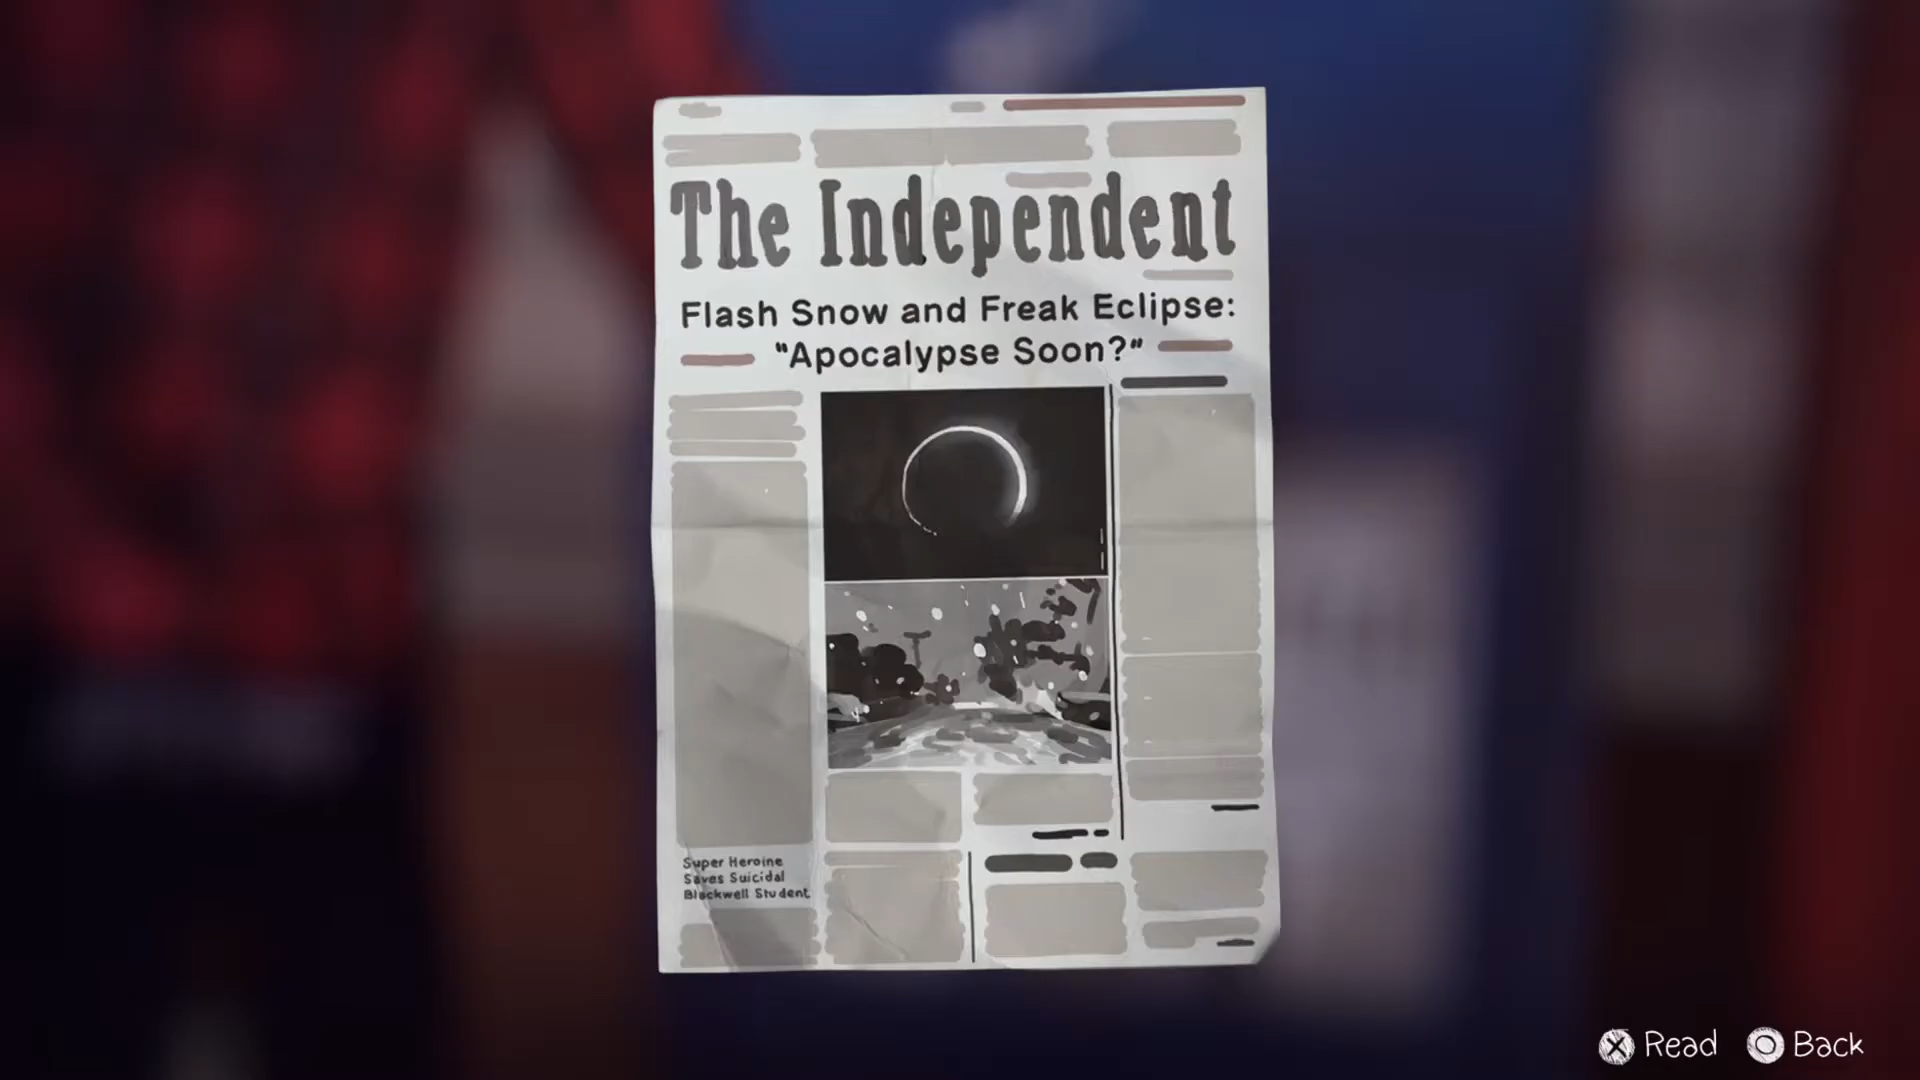 The Independent
Flash Snow and Freak Eclipse:
"Apocalypse Soon?"
Super Heroine
Saves Suicidal
Blackwell Student
Read
Back